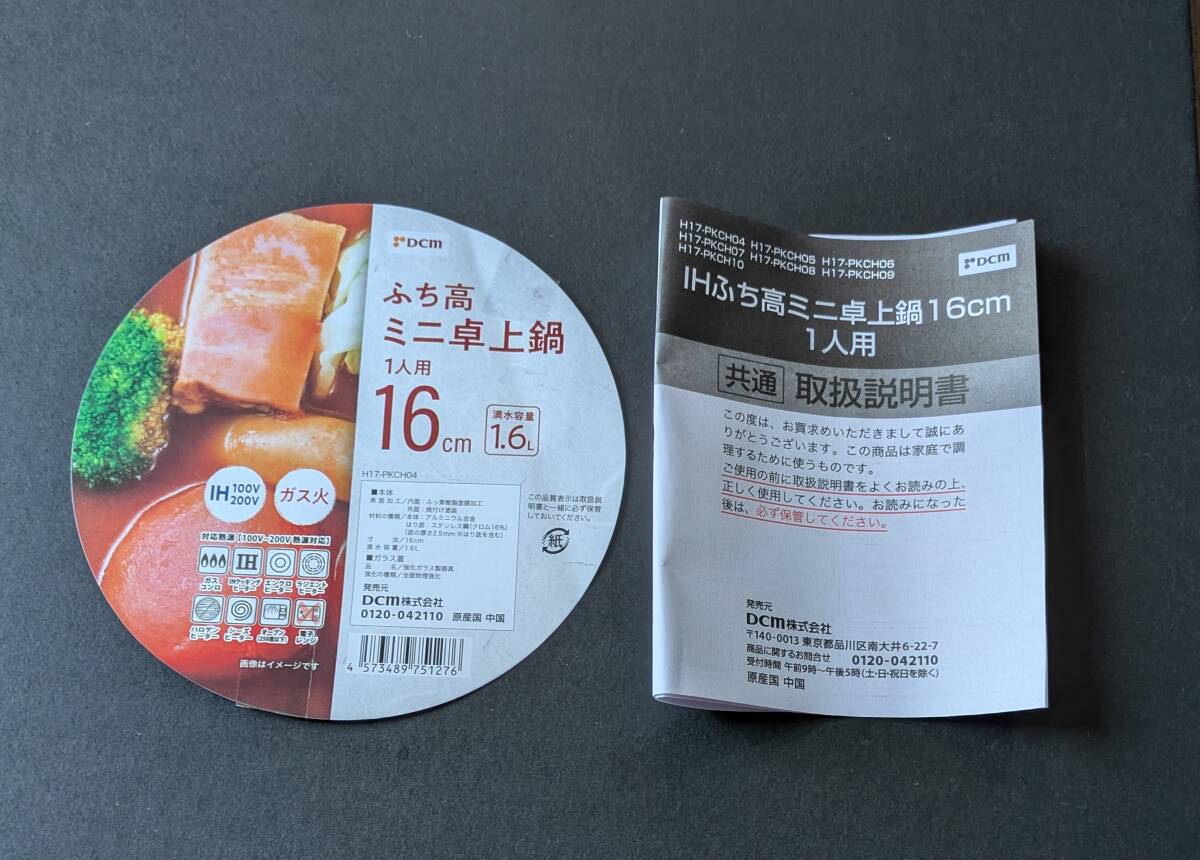 DCM
ふち高
ミニ卓上鍋
1人用
16cm
満水容量
1.6L
H17-PKCH04
IH 100V
200V
ガス火
対応熱源【100V~200V熱源対応】
ガス
コンロ
IHクッキング
ヒーター
エンクロ
ヒーター
ラジエント
ヒーター
ハロゲン
ヒーター
シーズ
ヒーター
オーブン
(250度以下)
電子
レンジ
画像はイメージです
■本体
表面加工/内面:ふっ素樹脂塗膜加工
外面:焼付け塗装
材料の種類/本体:アルミニウム合金
はり底:ステンレス鋼(クロム16%)
(底の厚さ2.5mm ※はり底を含む)
寸 法/16cm
満水容量/1.6L
■ガラス蓋
品 名/強化ガラス製器具
強化の種類/全面物理強化
発売元
DCM株式会社
0120-042110 原産国 中国
この品質表示は取扱説
明書と一緒に必ず保管
しておいてください。
紙
4 573489 751276
H17-PKCH04 H17-PKCH05 H17-PKCH06
H17-PKCH07 H17-PKCH08 H17-PKCH09
H17-PKCH10
DCM
IHふち高ミニ卓上鍋16cm
1人用
共通 取扱説明書
この度は、お買求めいただきまして誠にあ
りがとうございます。この商品は家庭で調
理するために使うものです。
ご使用の前に取扱説明書をよくお読みの上、
正しく使用してください。お読みになった
後は、必ず保管してください。
発売元
DCM株式会社
〒140-0013 東京都品川区南大井6-22-7
商品に関するお問合せ 0120-042110
受付時間 午前9時~午後5時(土・日・祝日を除く)
原産国 中国